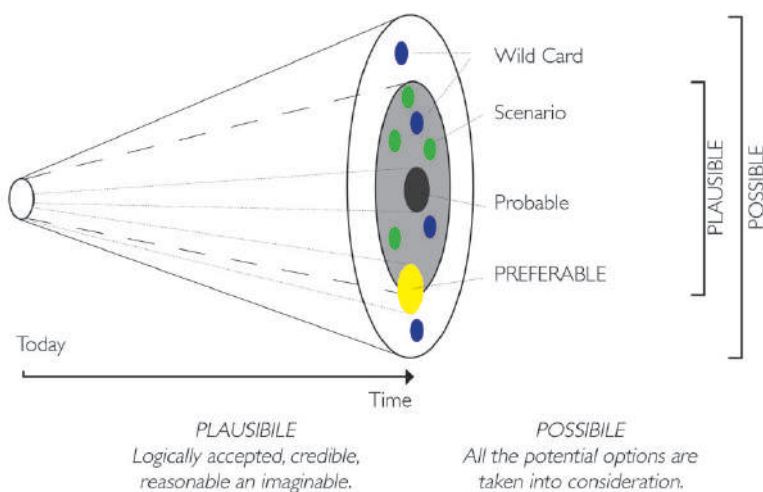 Wild Card
Scenario
Probable
PREFERABLE
PLAUSIBLE
POSSIBLE
Today
Time
PLAUSIBILE
Logically accepted, credible,
reasonable an imaginable.
POSSIBILE
All the potential options are
taken into consideration.